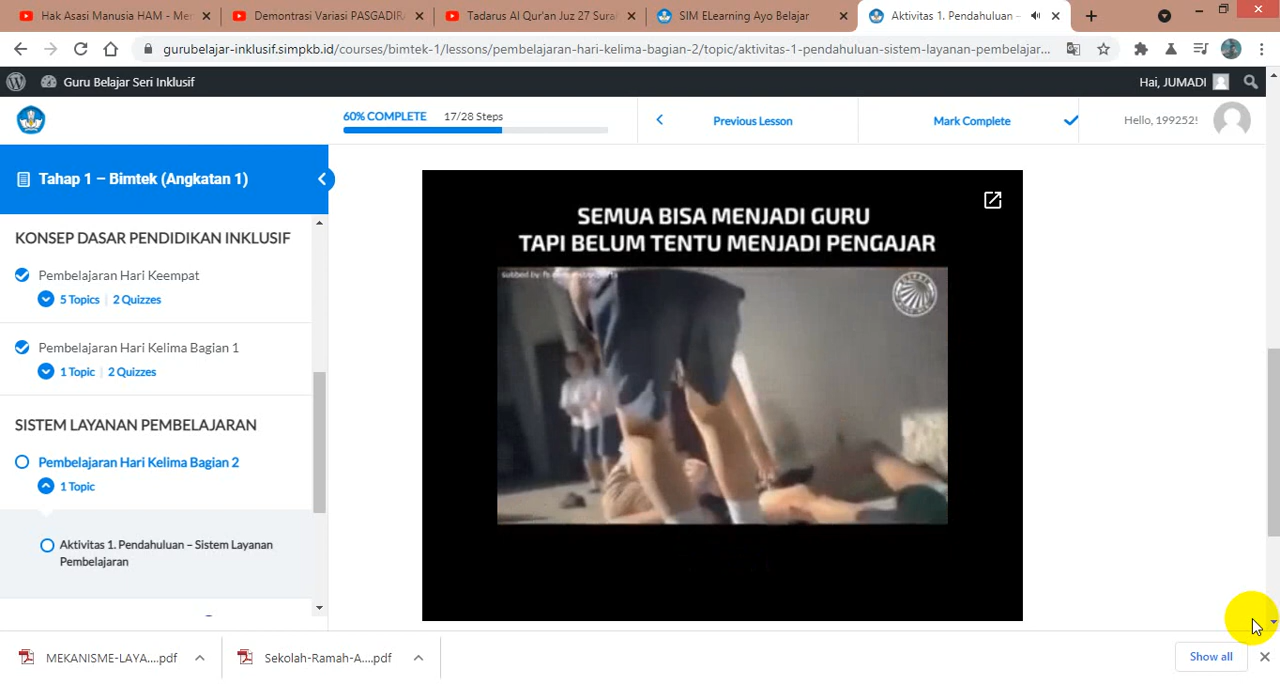 Hak Asasi Manusia HAM - Me
Demontrasi Variasi PASGADIR
Tadarus Al Qur'an Juz 27 Sura
SIM ELearning Ayo Belajar
Aktivitas 1. Pendahuluan –
gurubelajar-inklusif.simpkb.id/courses/bimtek-1/lessons/pembelajaran-hari-kelima-bagian-2/topic/aktivitas-1-pendahuluan-sistem-layanan-pembelajar...
Guru Belajar Seri Inklusif
Hai, JUMADI
60% COMPLETE 17/28 Steps
Previous Lesson
Mark Complete
Hello, 199252
Tahap 1 – Bimtek (Angkatan 1)
KONSEP DASAR PENDIDIKAN INKLUSIF
Pembelajaran Hari Keempat
5 Topics | 2 Quizzes
Pembelajaran Hari Kelima Bagian 1
1 Topic | 2 Quizzes
SISTEM LAYANAN PEMBELAJARAN
Pembelajaran Hari Kelima Bagian 2
1 Topic
Aktivitas 1. Pendahuluan – Sistem Layanan
Pembelajaran
SEMUA BISA MENJADI GURU
TAPI BELUM TENTU MENJADI PENGAJAR
subbed by:
MEKANISME-LAYA....pdf
Sekolah-Ramah-A....pdf
Show all